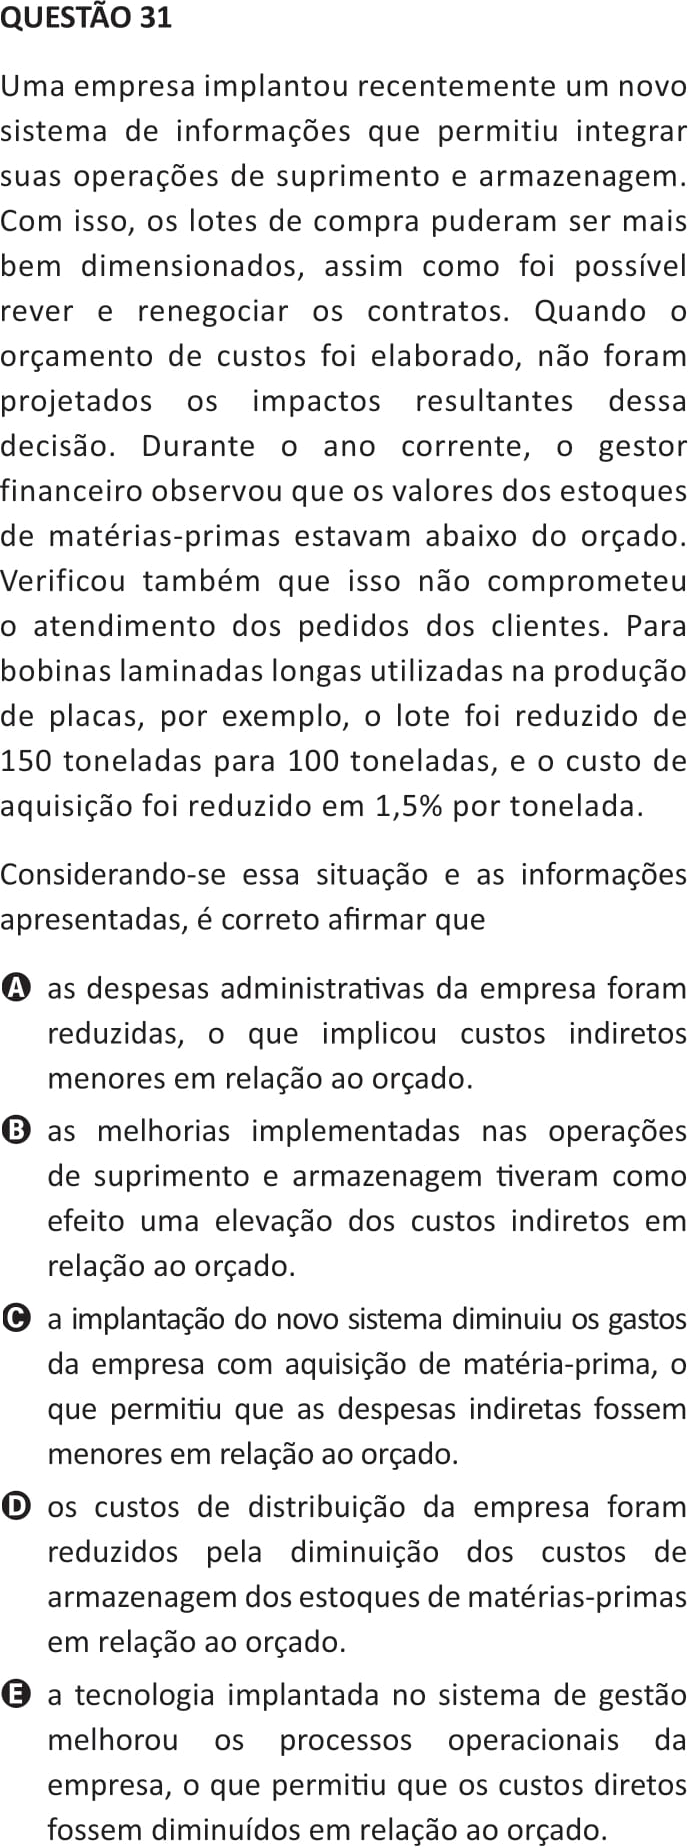 QUESTÃO 31
Uma empresa implantou recentemente um novo
sistema de informações que permitiu integrar
suas operações de suprimento e armazenagem.
Com isso, os lotes de compra puderam ser mais
bem dimensionados, assim como foi possível
rever e renegociar os contratos. Quando o
orçamento de custos foi elaborado, não foram
projetados os impactos resultantes dessa
decisão. Durante o ano corrente, o gestor
financeiro observou que os valores dos estoques
de matérias-primas estavam abaixo do orçado.
Verificou também que isso não comprometeu
o atendimento dos pedidos dos clientes. Para
bobinas laminadas longas utilizadas na produção
de placas, por exemplo, o lote foi reduzido de
150 toneladas para 100 toneladas, e o custo de
aquisição foi reduzido em 1,5% por tonelada.
Considerando-se essa situação e as informações
apresentadas, é correto afirmar que
A as despesas administrativas da empresa foram
reduzidas, o que implicou custos indiretos
menores em relação ao orçado.
B as melhorias implementadas nas operações
de suprimento e armazenagem tiveram como
efeito uma elevação dos custos indiretos em
relação ao orçado.
C a implantação do novo sistema diminuiu os gastos
da empresa com aquisição de matéria-prima, o
que permitiu que as despesas indiretas fossem
menores em relação ao orçado.
D os custos de distribuição da empresa foram
reduzidos pela diminuição dos custos de
armazenagem dos estoques de matérias-primas
em relação ao orçado.
E a tecnologia implantada no sistema de gestão
melhorou os processos operacionais da
empresa, o que permitiu que os custos diretos
fossem diminuídos em relação ao orçado.